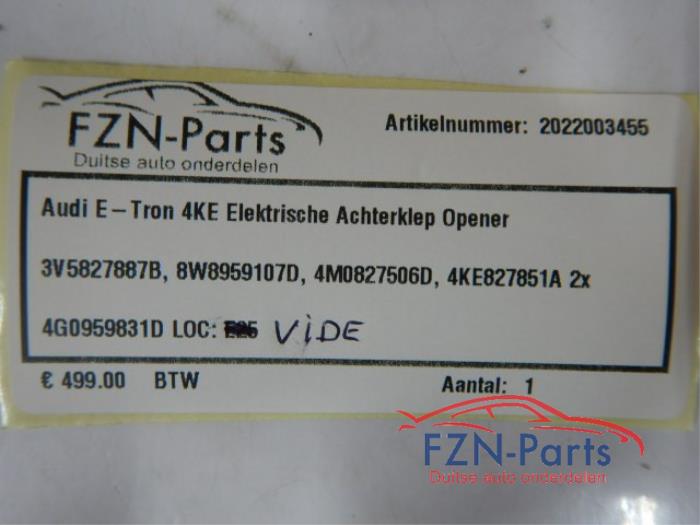 FZN-Parts
Duitse auto onderdelen
Artikelnummer: 2022003455
Audi E-Tron 4KE Elektrische Achterklep Opener
3V5827887B, 8W8959107D, 4M0827506D, 4KE827851A 2x
4G0959831D LOC: E25 ViDE
€ 499.00 BTW
Aantal: 1
FZN-Parts
Duitse auto onderdelen